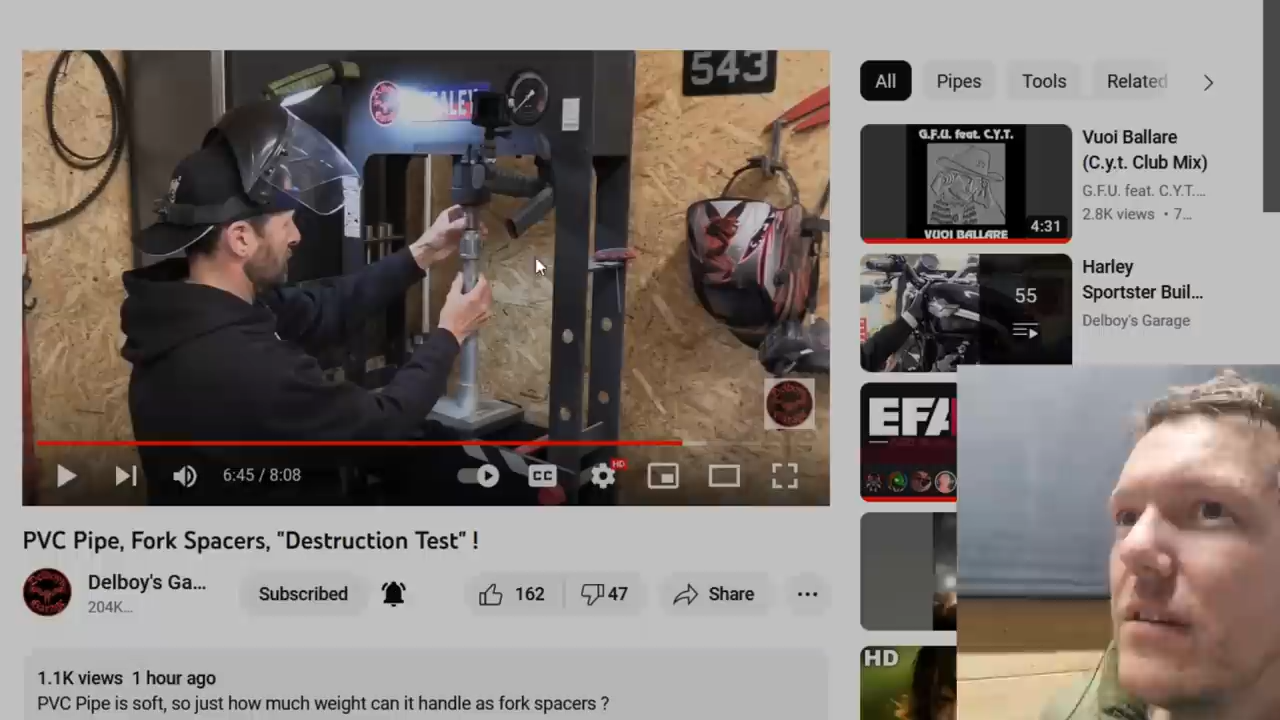 543
SEALEY
6:45 / 8:08
CC
HD
PVC Pipe, Fork Spacers, "Destruction Test" !
Delboy's Ga...
204K...
Subscribed
162
47
Share
1.1K views 1 hour ago
PVC Pipe is soft, so just how much weight can it handle as fork spacers ?
All
Pipes
Tools
Related
G.F.U. feat. C.Y.T.
VUOI BALLARE
4:31
Vuoi Ballare
(C.y.t. Club Mix)
G.F.U. feat. C.Y.T....
2.8K views • 7...
55
Harley
Sportster Buil...
Delboy's Garage
HD